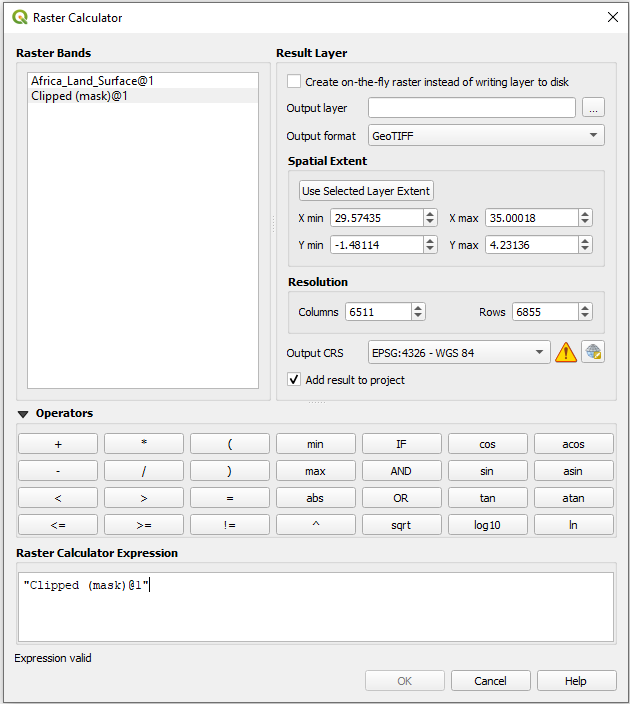 Raster Calculator
Raster Bands
Africa_Land_Surface@1
Clipped (mask)@1
Result Layer
Create on-the-fly raster instead of writing layer to disk
Output layer ...
Output format GeoTIFF
Spatial Extent
Use Selected Layer Extent
X min 29.57435 X max 35.00018
Y min -1.48114 Y max 4.23136
Resolution
Columns 6511 Rows 6855
Output CRS EPSG:4326 - WGS 84
Add result to project
Operators
+ * ( min IF cos acos
- / ) max AND sin asin
< > = abs OR tan atan
<= >= != ^ sqrt log10 ln
Raster Calculator Expression
"Clipped (mask)@1"
Expression valid
OK Cancel Help